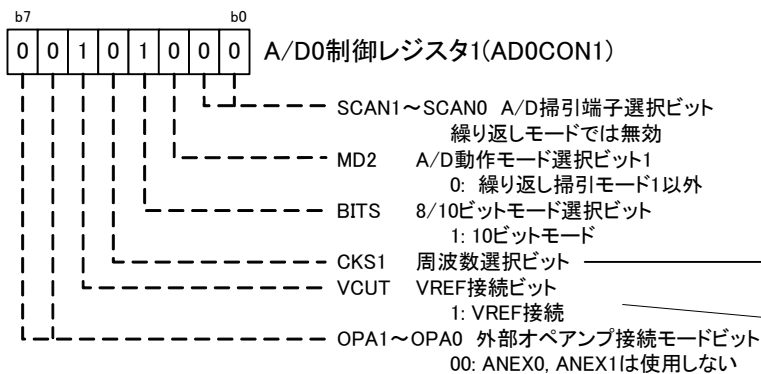 b7 b0
0 0 1 0 1 0 0 0 A/D0制御レジスタ1(AD0CON1)
SCAN1～SCAN0 A/D掃引端子選択ビット
繰り返しモードでは無効
MD2 A/D動作モード選択ビット1
0: 繰り返し掃引モード1以外
BITS 8/10ビットモード選択ビット
1: 10ビットモード
CKS1 周波数選択ビット
VCUT VREF接続ビット
1: VREF接続
OPA1～OPA0 外部オペアンプ接続モードビット
00: ANEX0, ANEX1は使用しない